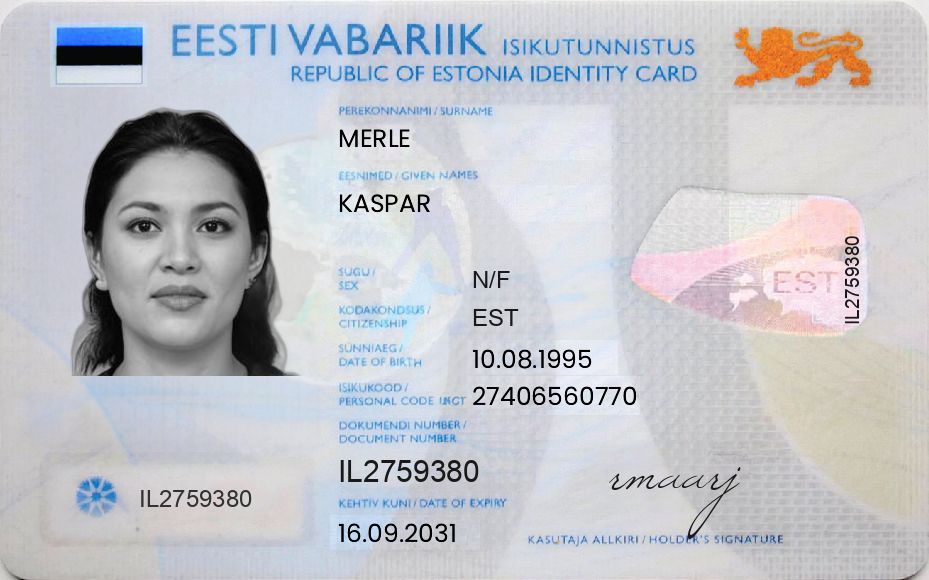 EESTI VABARIIK ISIKUTUNNISTUS
REPUBLIC OF ESTONIA IDENTITY CARD
PEREKONNANIMI / SURNAME
MERLE
EESNIMED / GIVEN NAMES
KASPAR
SUGU /
SEX
N/F
KODAKONDSUS /
CITIZENSHIP
EST
SÜNNIAEG /
DATE OF BIRTH
10.08.1995
ISIKUKOOD /
PERSONAL CODE
27406560770
DOKUMENDI NUMBER /
DOCUMENT NUMBER
IL2759380
KEHTIV KUNI / DATE OF EXPIRY
16.09.2031
IL2759380
EST
IL2759380
rmaarj
KASUTAJA ALLKIRI / HOLDER'S SIGNATURE